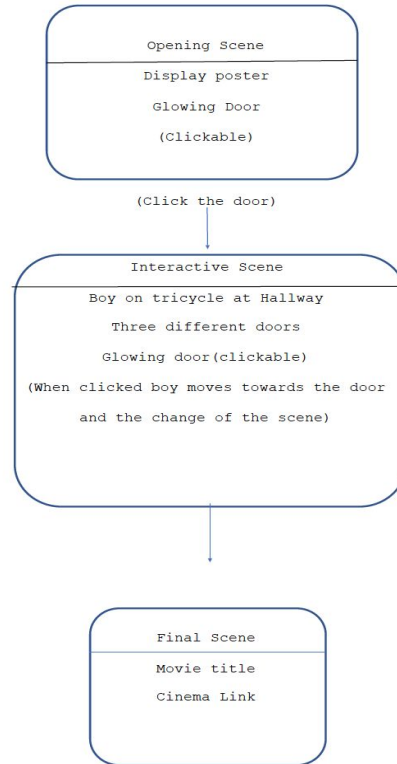 Opening Scene
Display poster
Glowing Door
(Clickable)
(Click the door)
Interactive Scene
Boy on tricycle at Hallway
Three different doors
Glowing door(clickable)
(When clicked boy moves towards the door
and the change of the scene)
Final Scene
Movie title
Cinema Link